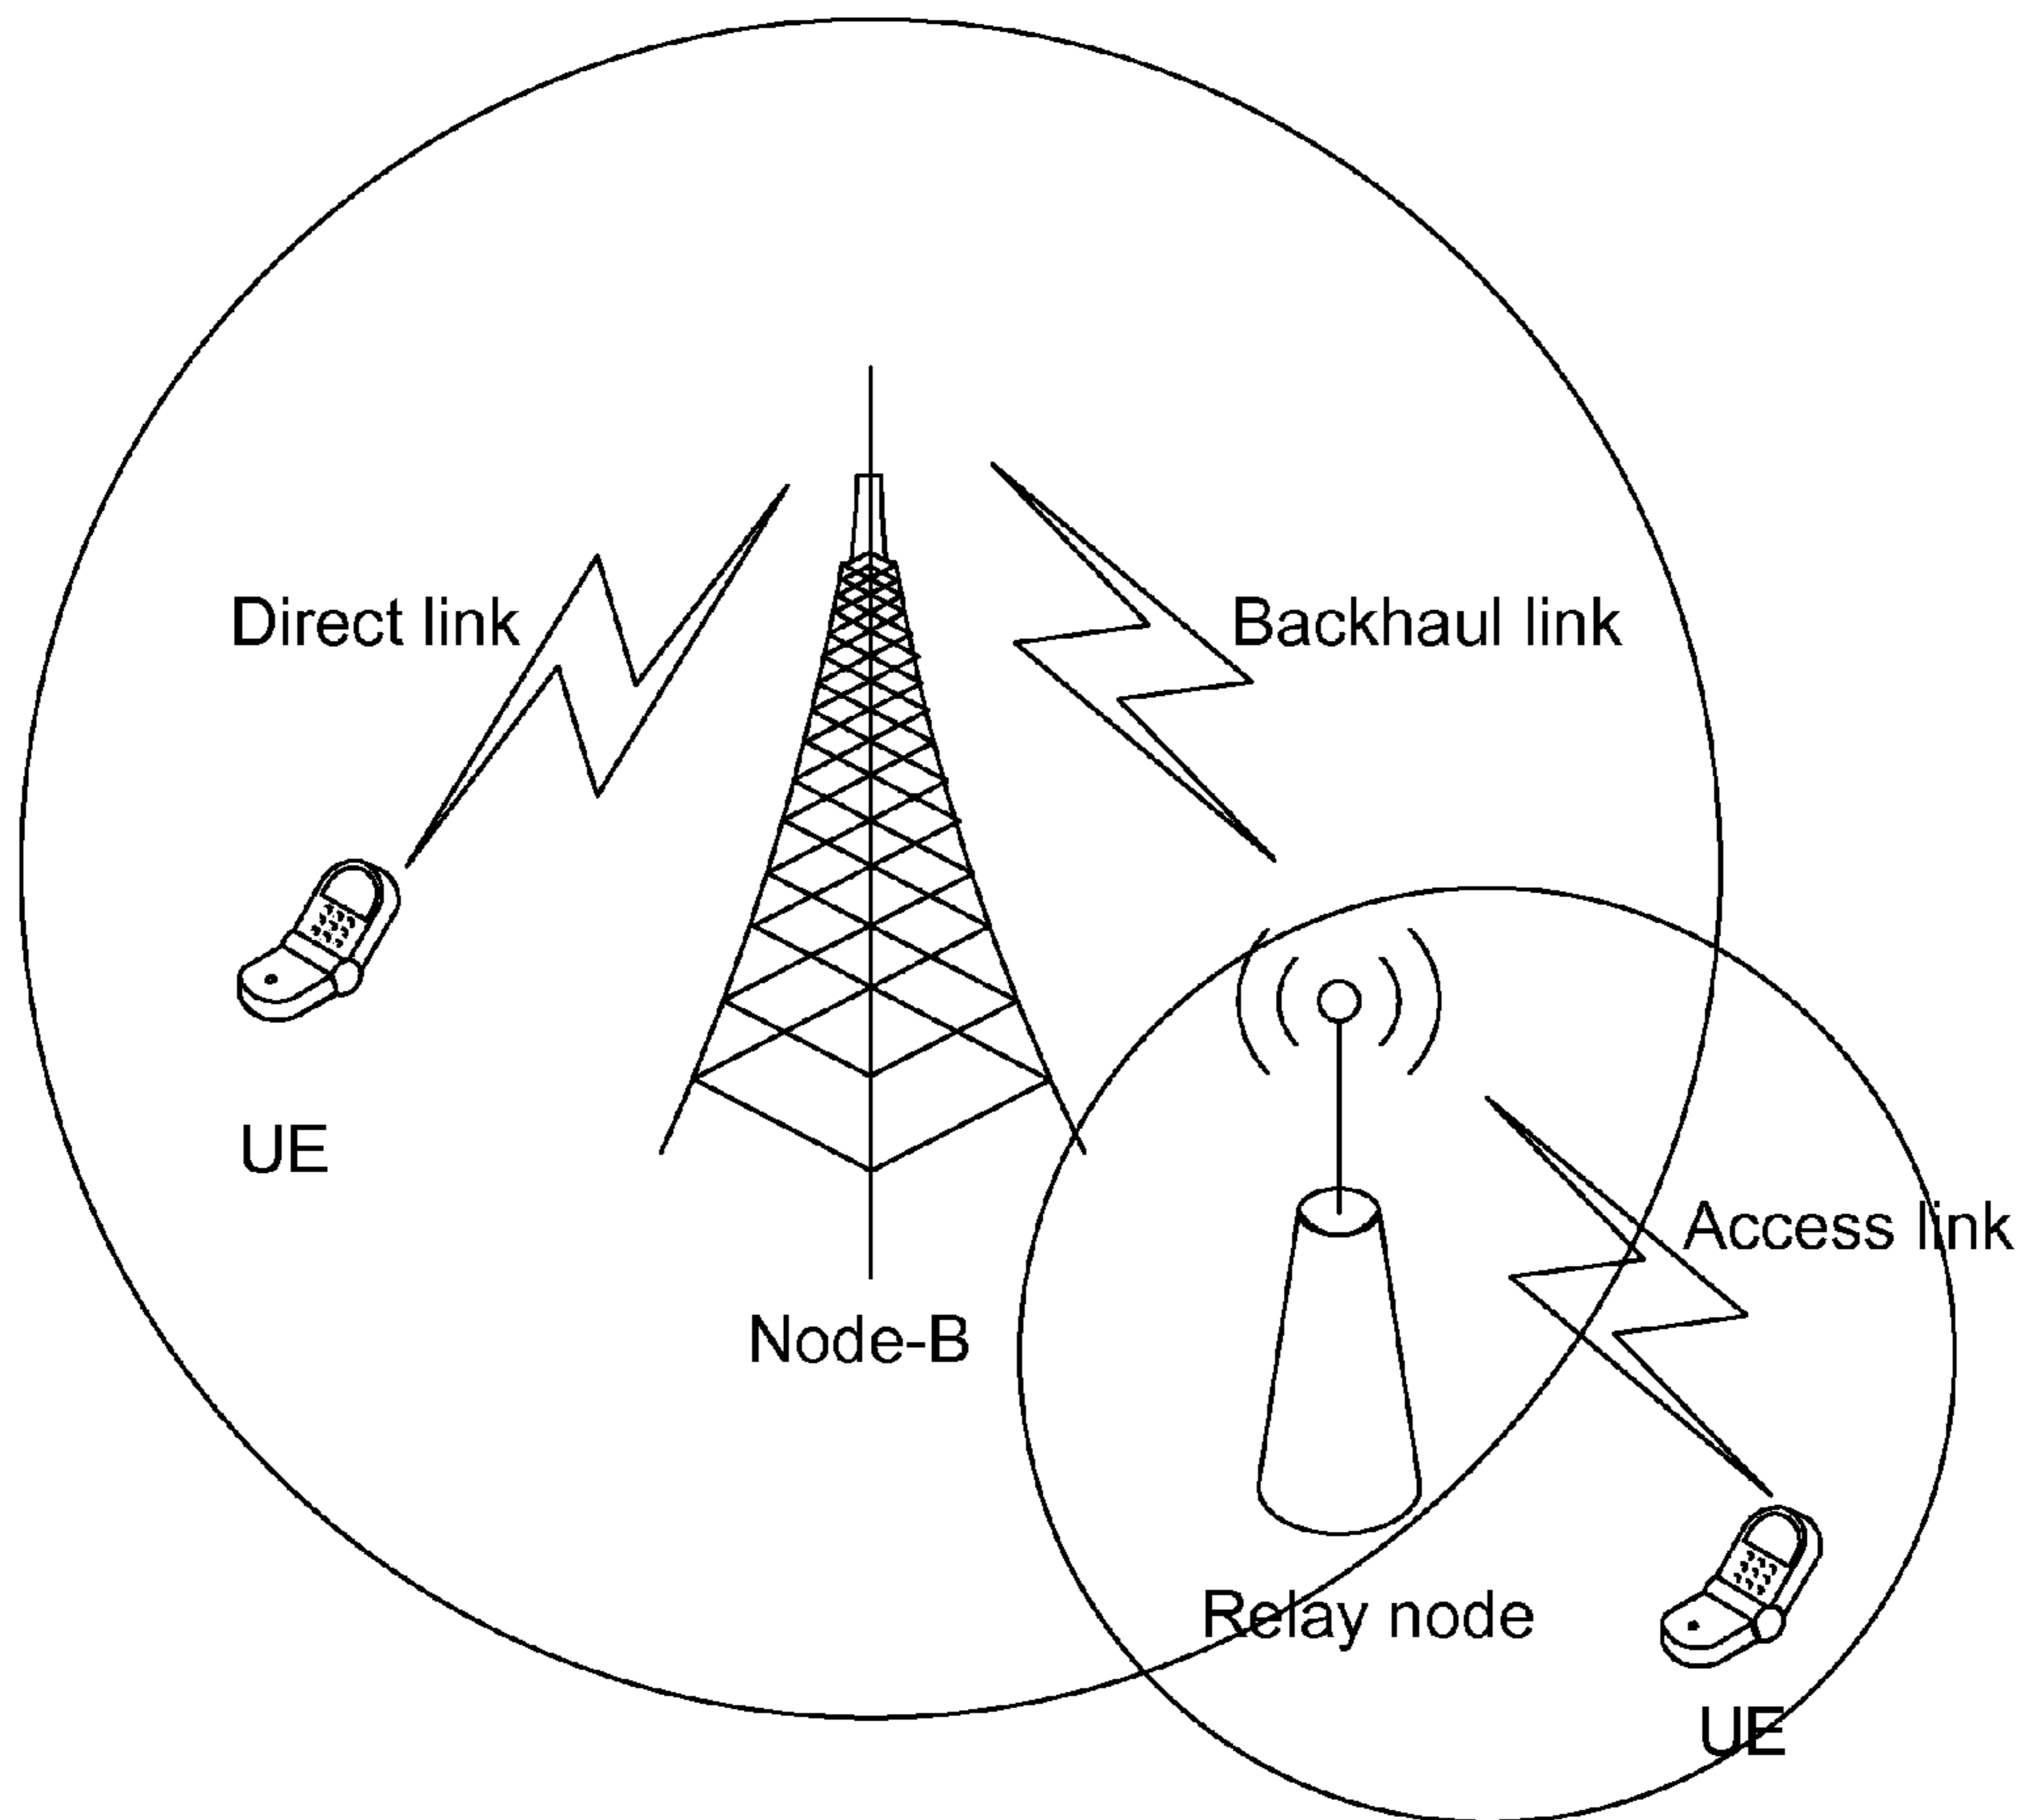 Direct link
Backhaul link
UE
Access link
Node-B
Relay node
UE